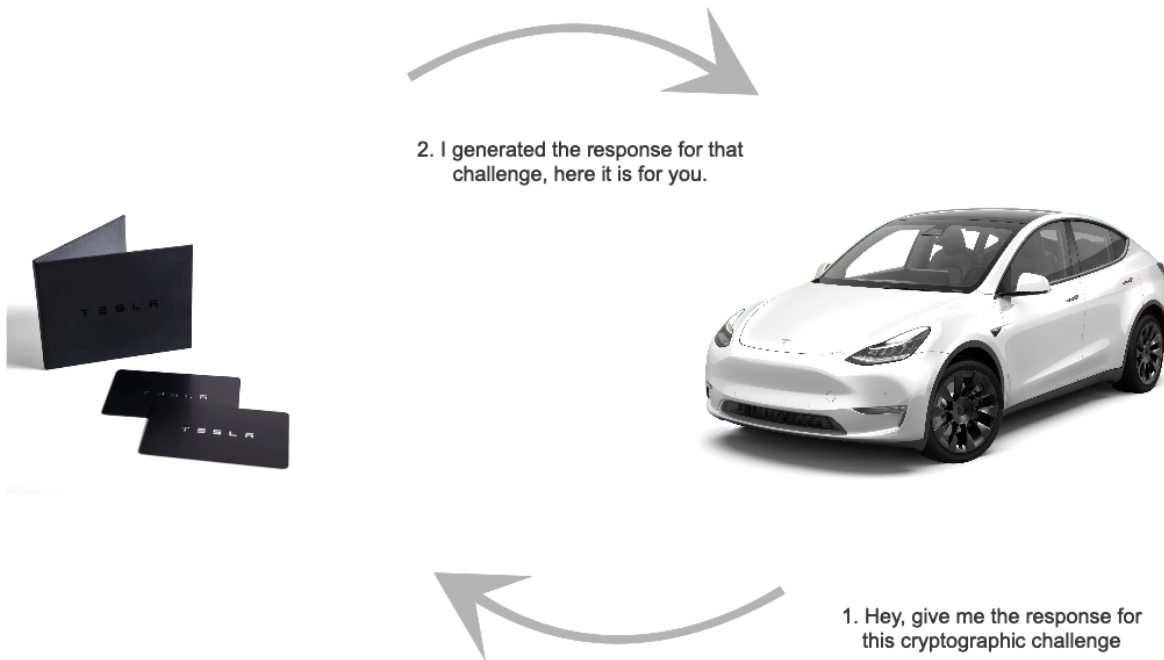 2. I generated the response for that
challenge, here it is for you.
TESLA
TESLA
TESLA
1. Hey, give me the response for
this cryptographic challenge